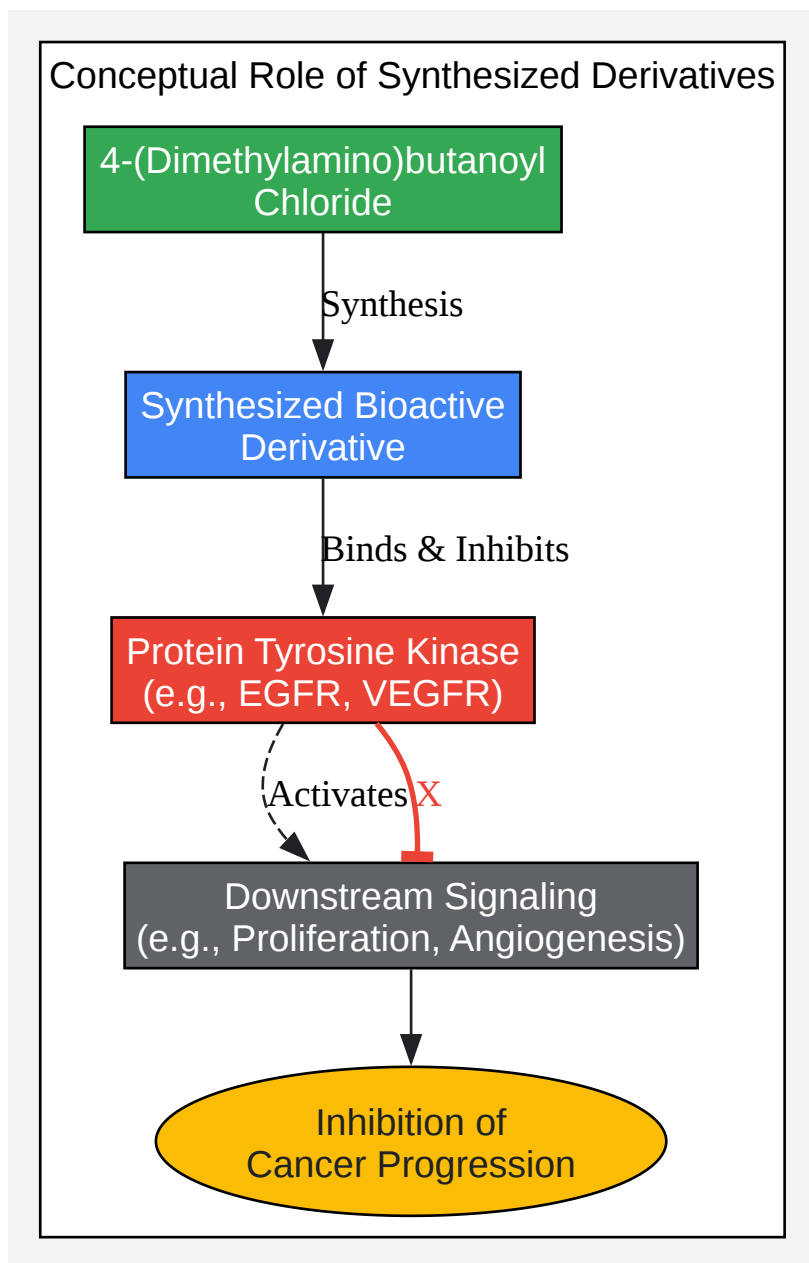 Conceptual Role of Synthesized Derivatives
4-(Dimethylamino)butanoyl
Chloride
Synthesis
Synthesized Bioactive
Derivative
Binds & Inhibits
Protein Tyrosine Kinase
(e.g., EGFR, VEGFR)
Activates X
Downstream Signaling
(e.g., Proliferation, Angiogenesis)
Inhibition of
Cancer Progression